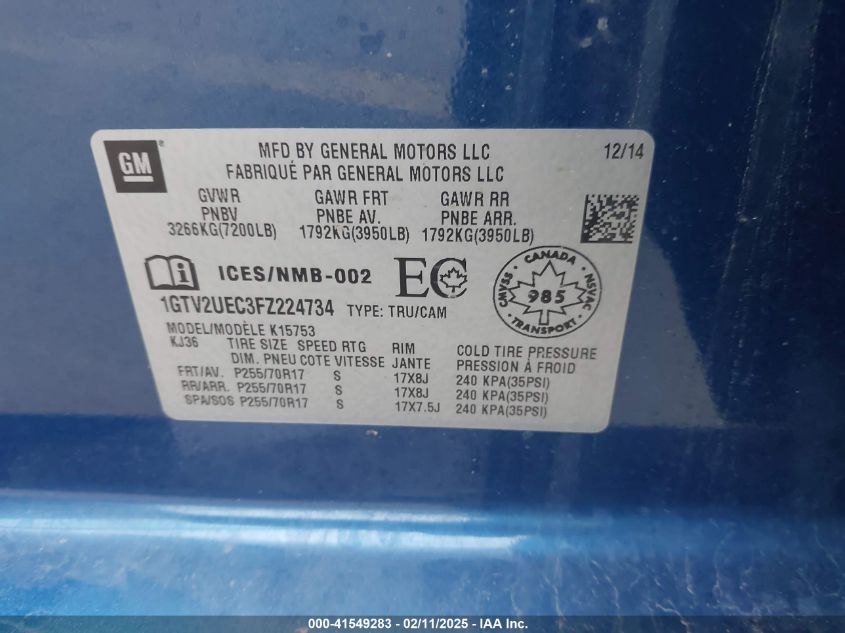 GM
MFD BY GENERAL MOTORS LLC 12/14
FABRIQUÉ PAR GENERAL MOTORS LLC
GVWR GAWR FRT GAWR RR
PNBV PNBE AV. PNBE ARR.
3266KG(7200LB) 1792KG(3950LB) 1792KG(3950LB)
ICES/NMB-002 EC
CANADA
CMVSS 985 NSVAC
TRANSPORT
1GTV2UEC3FZ224734 TYPE: TRU/CAM
MODEL/MODÈLE K15753
KJ36 TIRE SIZE SPEED RTG RIM COLD TIRE PRESSURE
DIM. PNEU COTE VITESSE JANTE PRESSION À FROID
FRT/AV. P255/70R17 S 17X8J 240 KPA(35PSI)
RR/ARR. P255/70R17 S 17X8J 240 KPA(35PSI)
SPA/SOS P255/70R17 S 17X7.5J 240 KPA(35PSI)
000-41549283 - 02/11/2025 - IAA Inc.